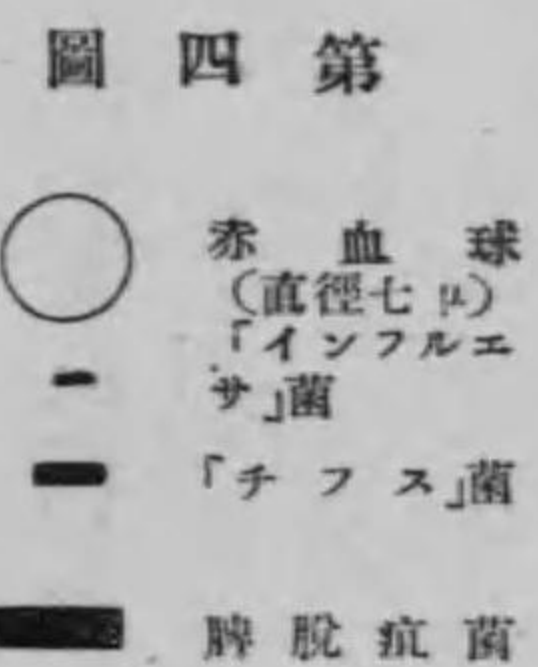 第四圖
赤血球
(直徑七μ)
「インフルエ
サ」菌
「チフス」菌
脾脫疽菌